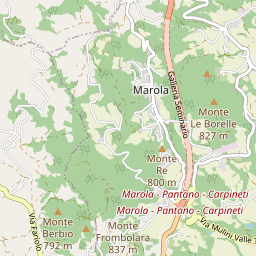 Marola
Galleria Seminario
Monte
Le Borelle
827 m
Monte
Re
800 m
Marola - Pantano - Carpineti
Marola - Pantano - Carpineti
Via Fariolo
Monte
Berbio
792 m
Monte
Frombolara
837 m
Via Mulini Valle T